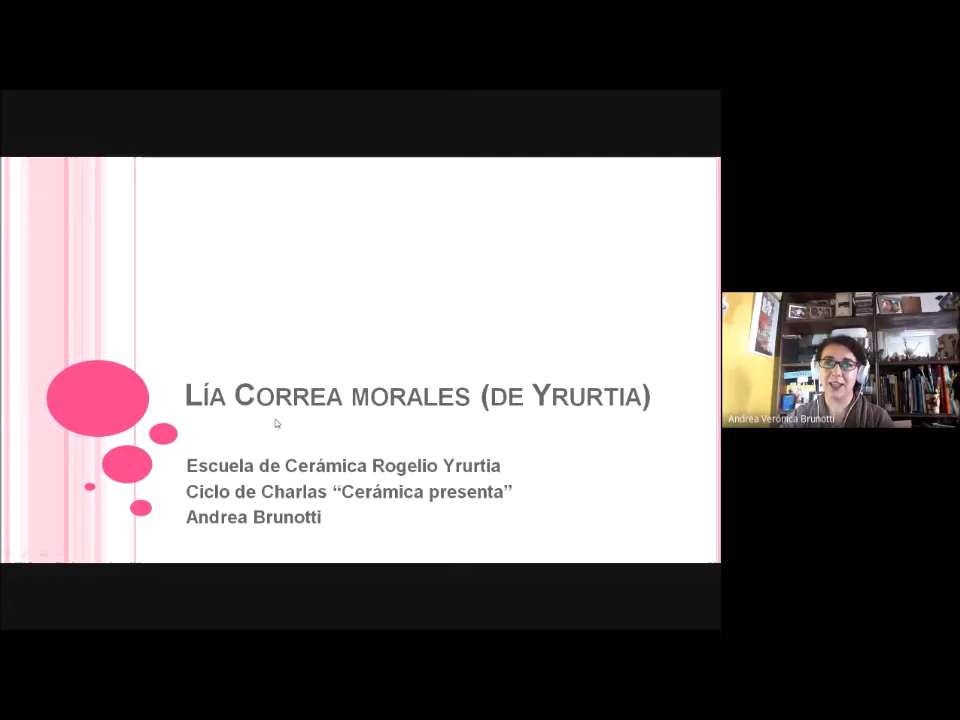 LÍA CORREA MORALES (DE YRURTIA)
Escuela de Cerámica Rogelio Yrurtia
Ciclo de Charlas “Cerámica presenta”
Andrea Brunotti
Andrea Verónica Brunotti